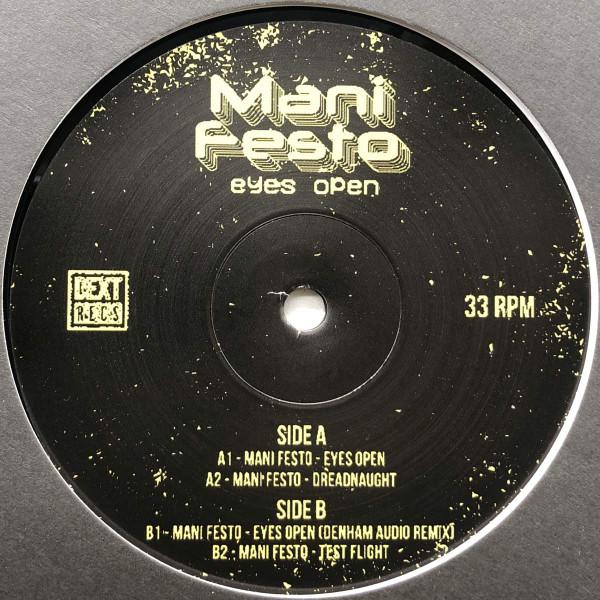 Mani
Festo
eyes open
DEXT
R.E.C.S
33 RPM
SIDE A
A1 - MANI FESTO - EYES OPEN
A2 - MANI FESTO - DREADNAUGHT
SIDE B
B1 - MANI FESTO - EYES OPEN (DENHAM AUDIO REMIX)
B2 - MANI FESTO - TEST FLIGHT